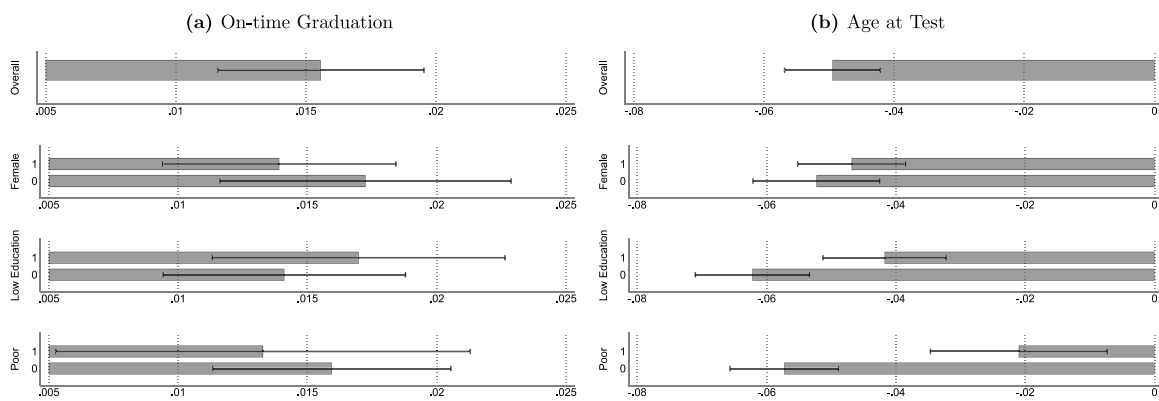 (a) On-time Graduation
Overall
.005 .01 .015 .02 .025
Female
1
0
.005 .01 .015 .02 .025
Low Education
1
0
.005 .01 .015 .02 .025
Poor
1
0
.005 .01 .015 .02 .025
(b) Age at Test
Overall
-.08 -.06 -.04 -.02 0
Female
1
0
-.08 -.06 -.04 -.02 0
Low Education
1
0
-.08 -.06 -.04 -.02 0
Poor
1
0
-.08 -.06 -.04 -.02 0